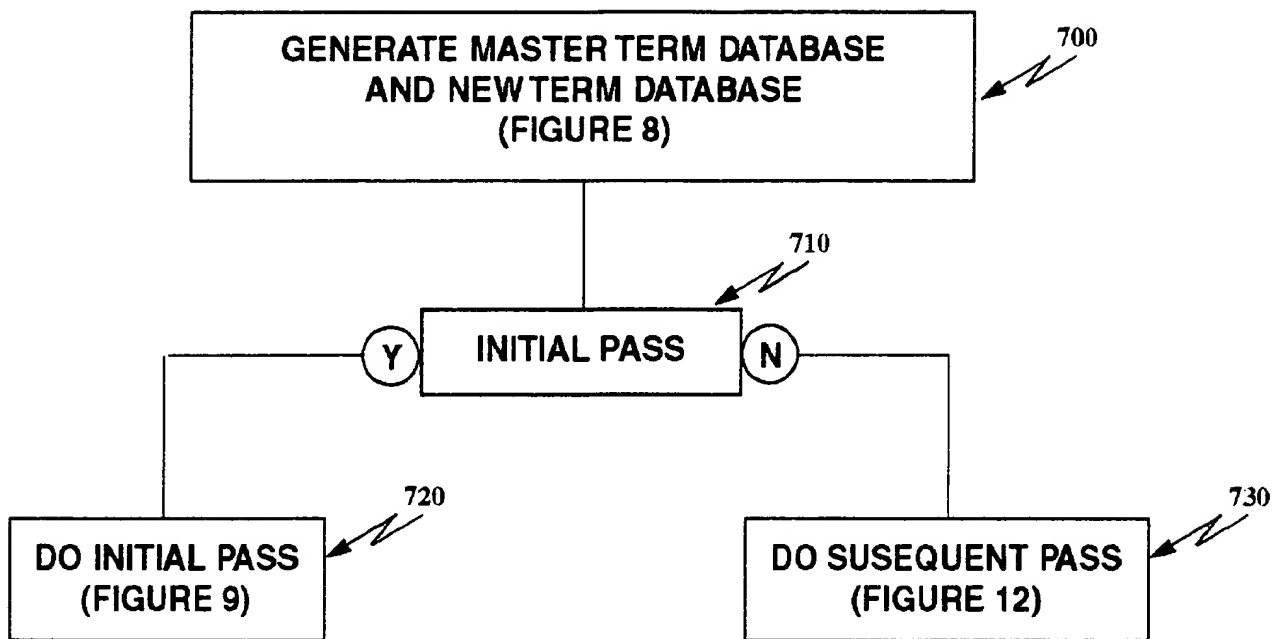 GENERATE MASTER TERM DATABASE
AND NEW TERM DATABASE
(FIGURE 8)
700
710
Y
INITIAL PASS
N
720
DO INITIAL PASS
(FIGURE 9)
730
DO SUSEQUENT PASS
(FIGURE 12)